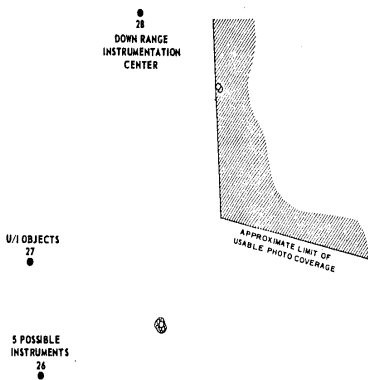 28
DOWN RANGE
INSTRUMENTATION
CENTER
APPROXIMATE LIMIT OF
USABLE PHOTO COVERAGE
U/I OBJECTS
27
5 POSSIBLE
INSTRUMENTS
26